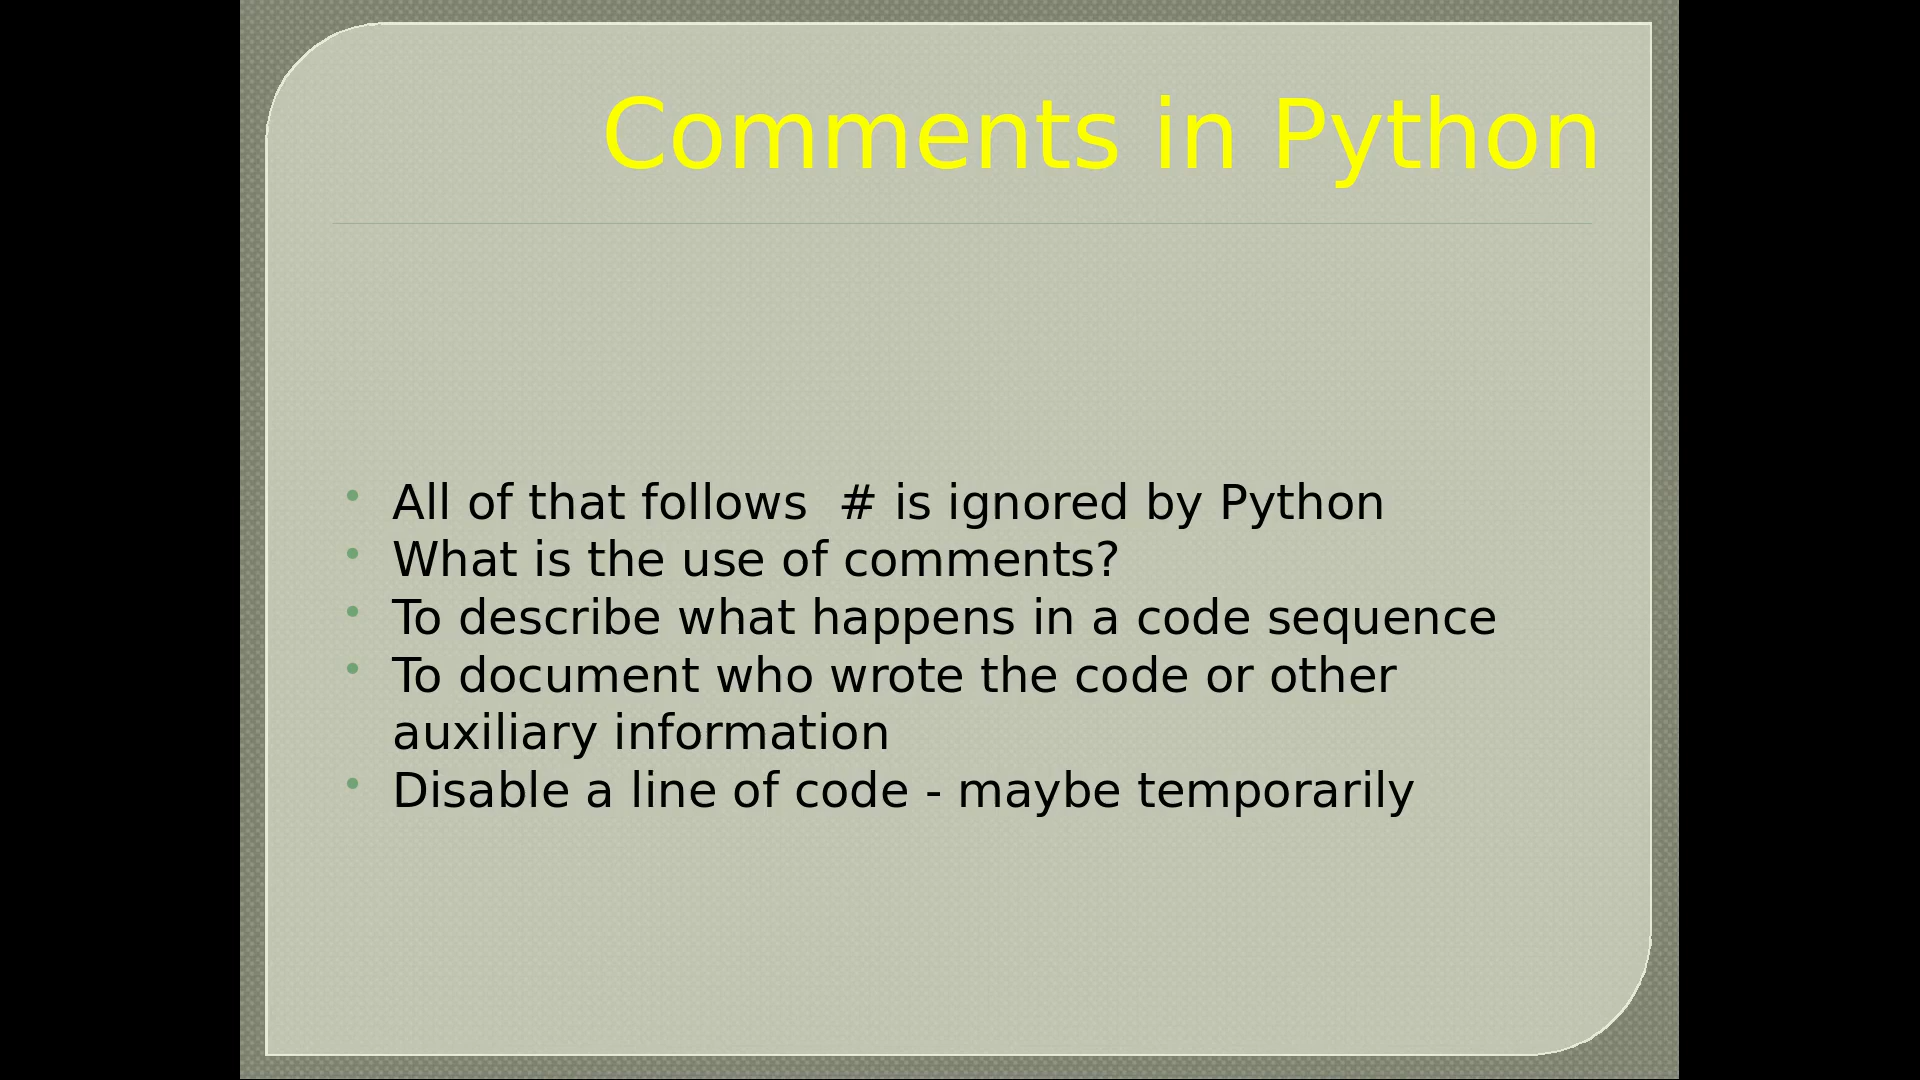 Comments in Python
• All of that follows  # is ignored by Python
• What is the use of comments?
• To describe what happens in a code sequence
• To document who wrote the code or other
auxiliary information
• Disable a line of code - maybe temporarily